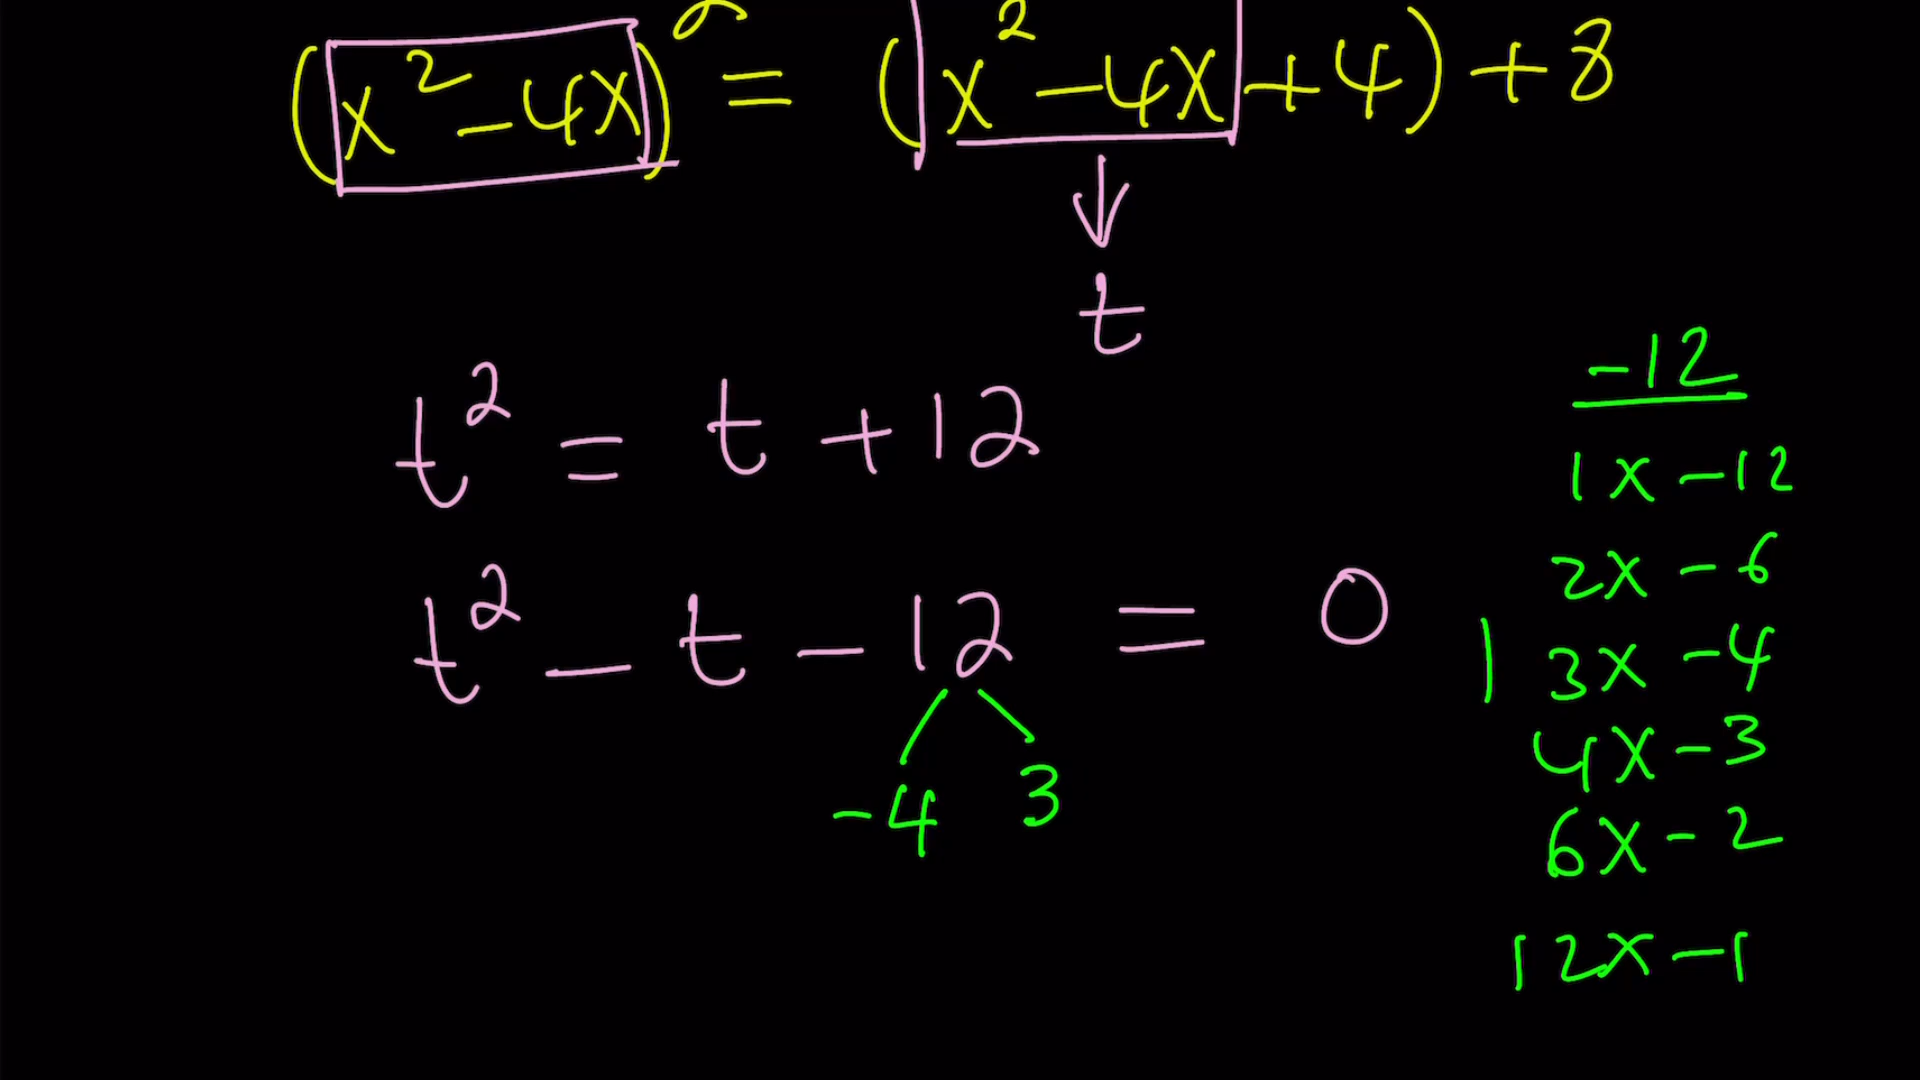 (x² - 4x)² = (x² - 4x + 4) + 8
t
t² = t + 12
t² - t - 12 = 0
-4 3
-12
1x -12
2x -6
3x -4
4x -3
6x -2
12x -1